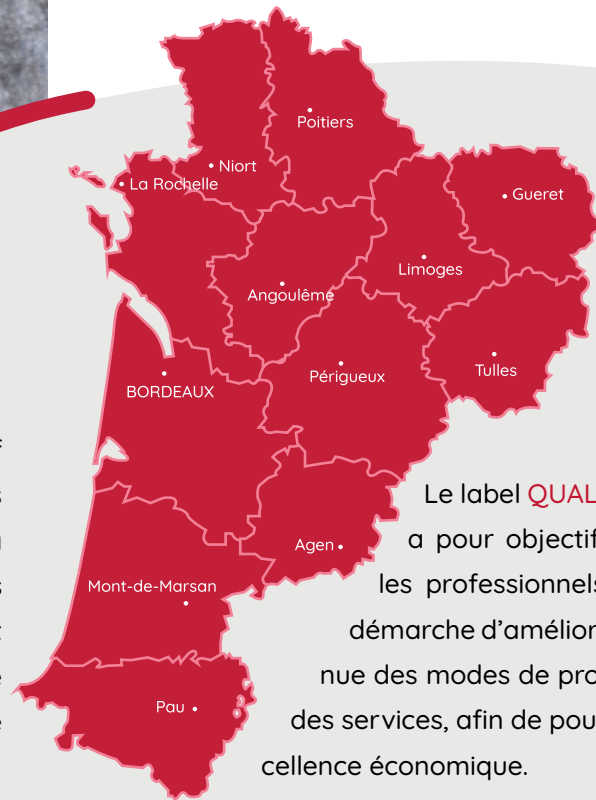 Poitiers
Niort
La Rochelle
Gueret
Limoges
Angoulême
Périgueux
Tulles
BORDEAUX
Agen
Mont-de-Marsan
Pau
Le label QUAL
a pour objectif
les professionnels
démarche d'amélior
nue des modes de pro
des services, afin de pou
cellence économique.